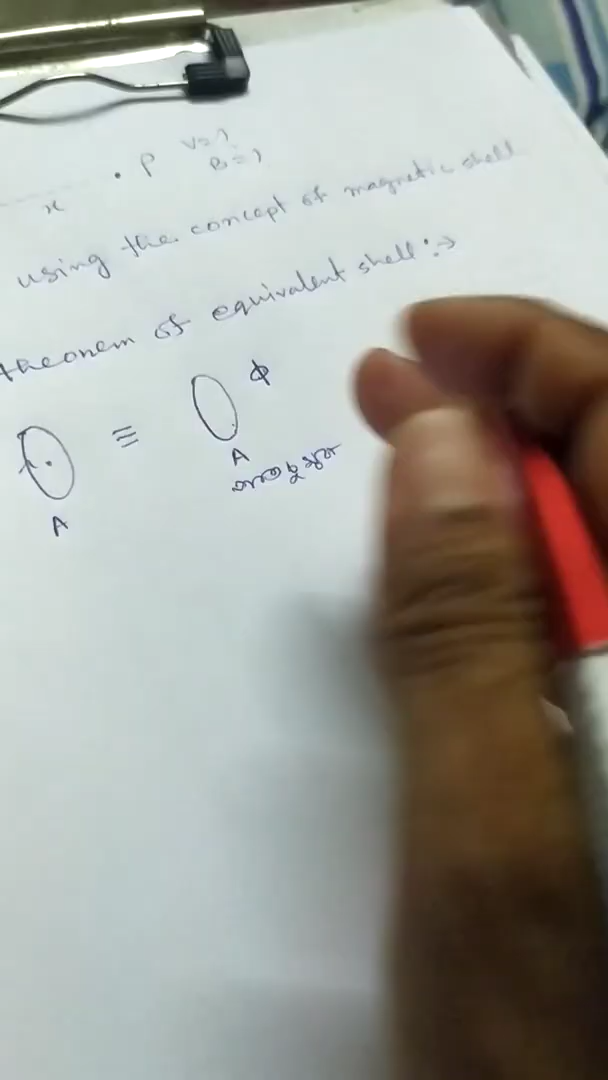 x . P V=?
B=?
using the concept of magnetic shell
theorem of equivalent shell :→
≡ ϕ
A A